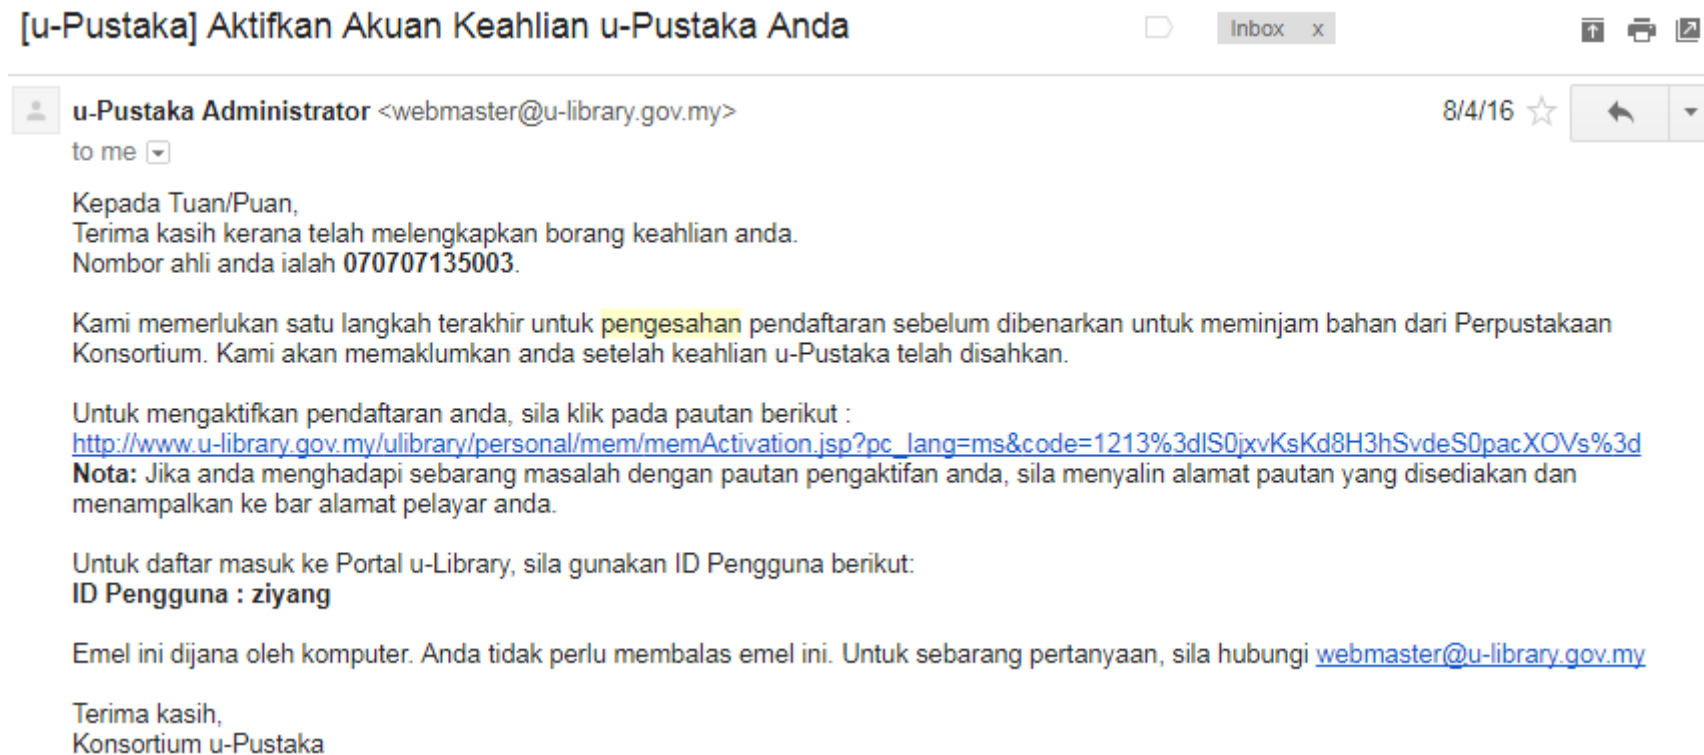 [u-Pustaka] Aktifkan Akuan Keahlian u-Pustaka Anda
Inbox x
u-Pustaka Administrator <webmaster@u-library.gov.my>
8/4/16
to me
Kepada Tuan/Puan,
Terima kasih kerana telah melengkapkan borang keahlian anda.
Nombor ahli anda ialah 070707135003.
Kami memerlukan satu langkah terakhir untuk pengesahan pendaftaran sebelum dibenarkan untuk meminjam bahan dari Perpustakaan
Konsortium. Kami akan memaklumkan anda setelah keahlian u-Pustaka telah disahkan.
Untuk mengaktifkan pendaftaran anda, sila klik pada pautan berikut :
http://www.u-library.gov.my/ulibrary/personal/mem/memActivation.jsp?pc_lang=ms&code=1213%3dIS0jxvKsKd8H3hSvdeS0pacXOVs%3d
Nota: Jika anda menghadapi sebarang masalah dengan pautan pengaktifan anda, sila menyalin alamat pautan yang disediakan dan
menampalkan ke bar alamat pelayar anda.
Untuk daftar masuk ke Portal u-Library, sila gunakan ID Pengguna berikut:
ID Pengguna : ziyang
Emel ini dijana oleh komputer. Anda tidak perlu membalas emel ini. Untuk sebarang pertanyaan, sila hubungi webmaster@u-library.gov.my
Terima kasih,
Konsortium u-Pustaka